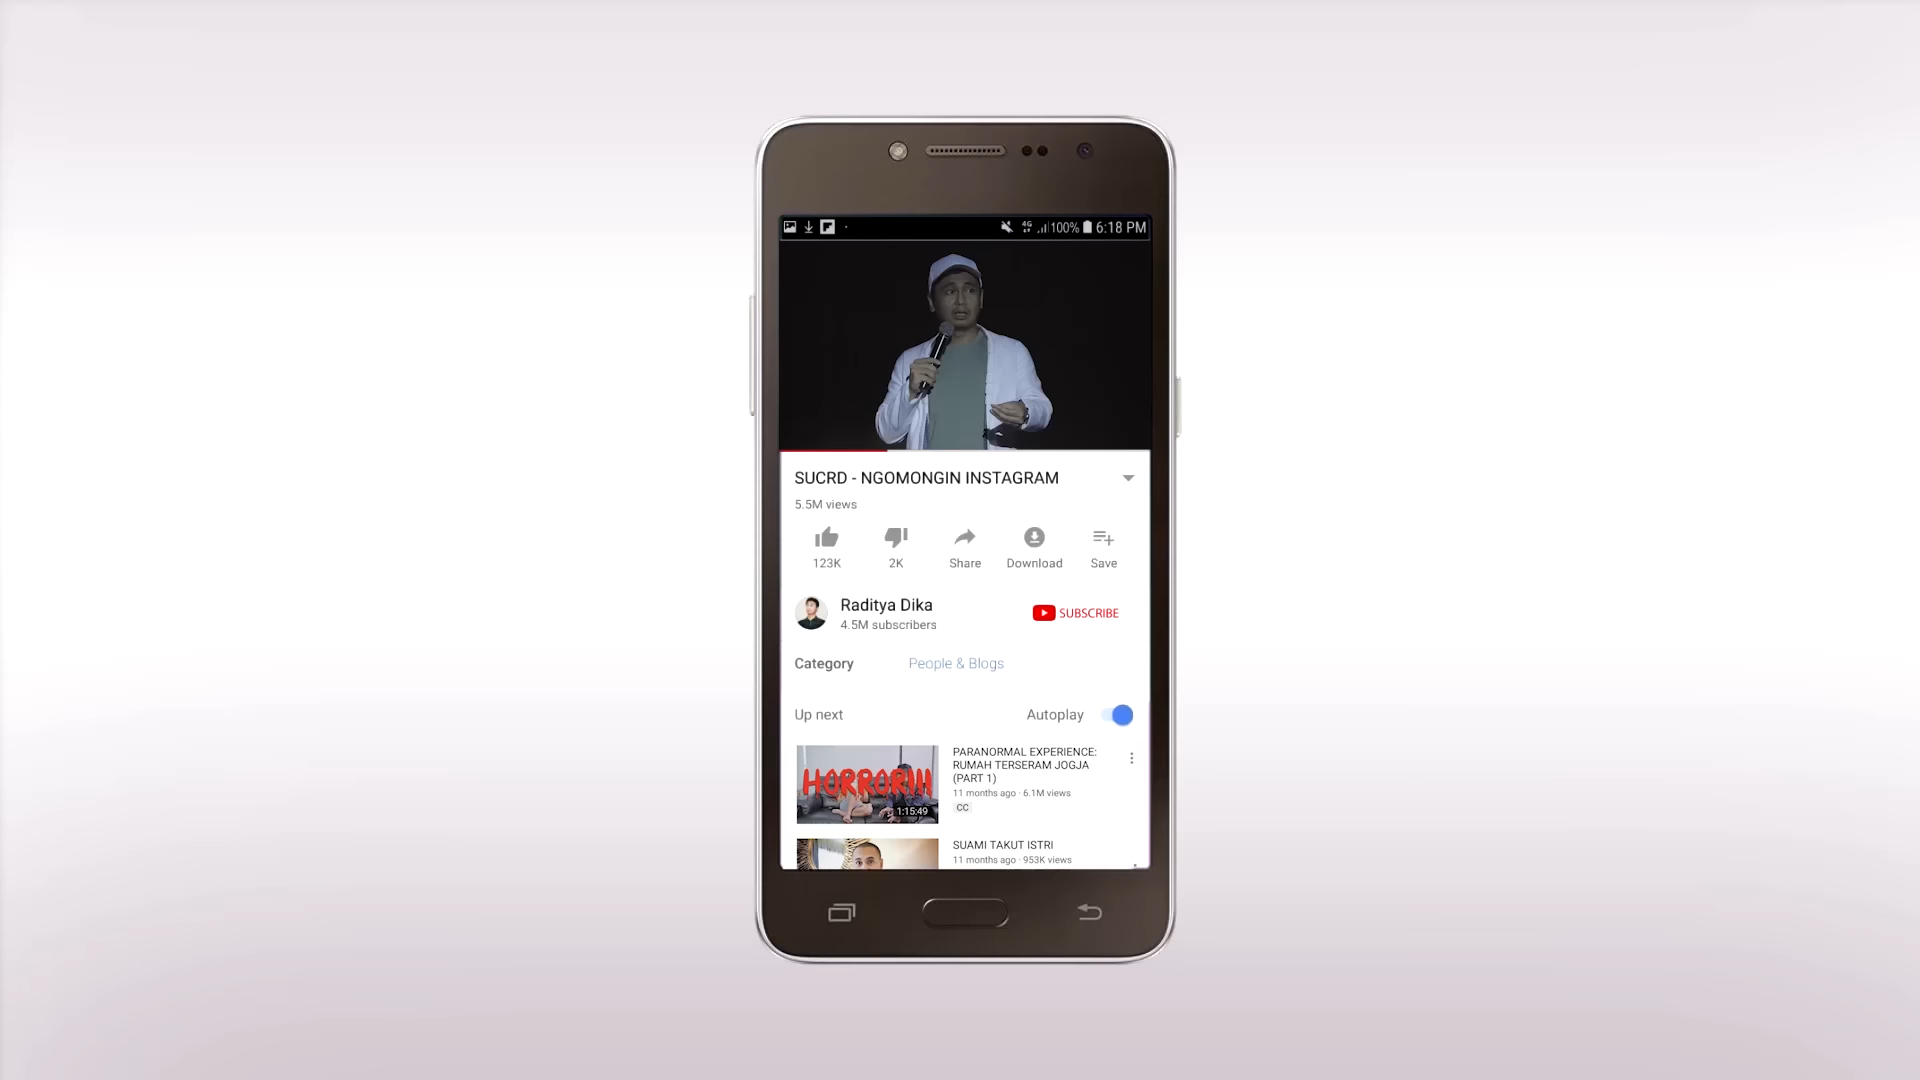 4G 100% 6:18 PM
SUCRD - NGOMONGIN INSTAGRAM
5.5M views
123K 2K Share Download Save
Raditya Dika
4.5M subscribers
SUBSCRIBE
Category People & Blogs
Up next Autoplay
HORROR!!!
1:15:49
PARANORMAL EXPERIENCE:
RUMAH TERSERAM JOGJA
(PART 1)
11 months ago · 6.1M views
CC
SUAMI TAKUT ISTRI
11 months ago · 953K views